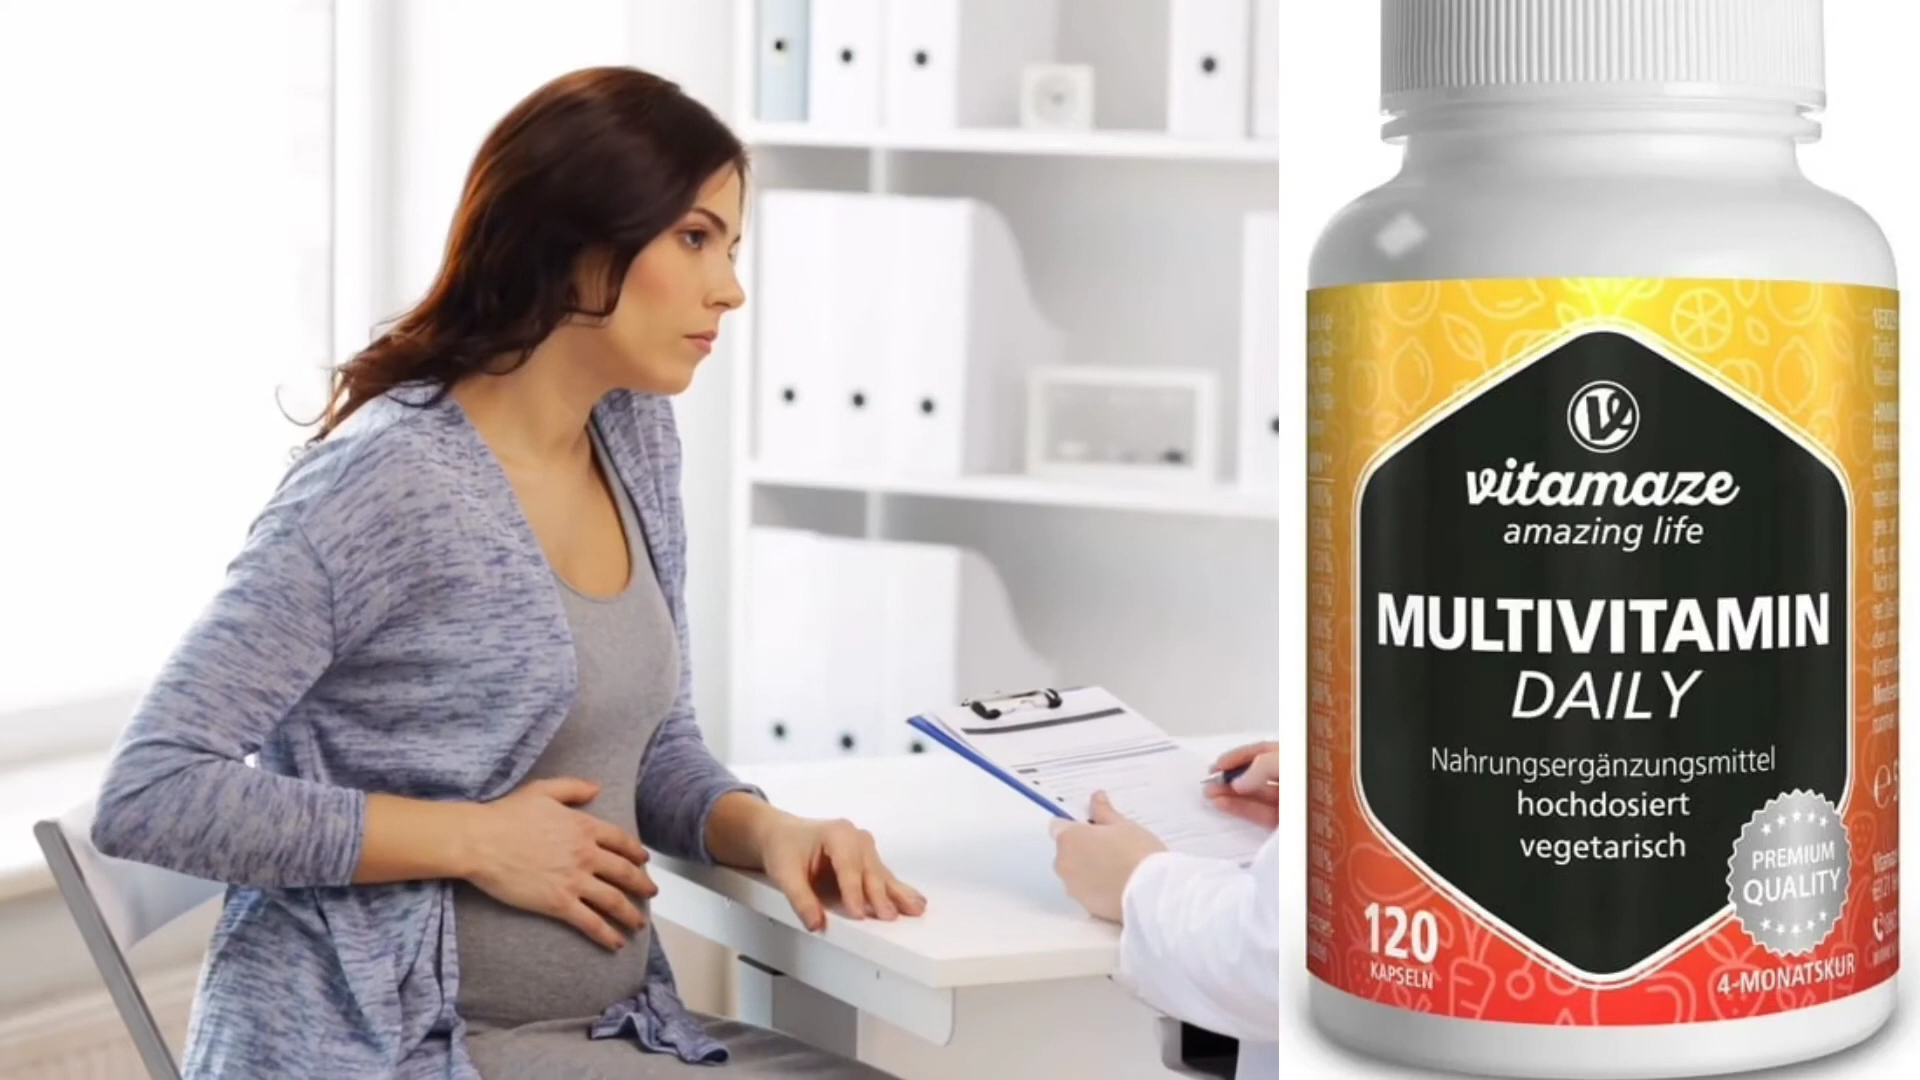 vitamaze
amazing life
MULTIVITAMIN
DAILY
Nahrungsergänzungsmittel
hochdosiert
vegetarisch
PREMIUM
QUALITY
120
KAPSELN
4-MONATSKUR